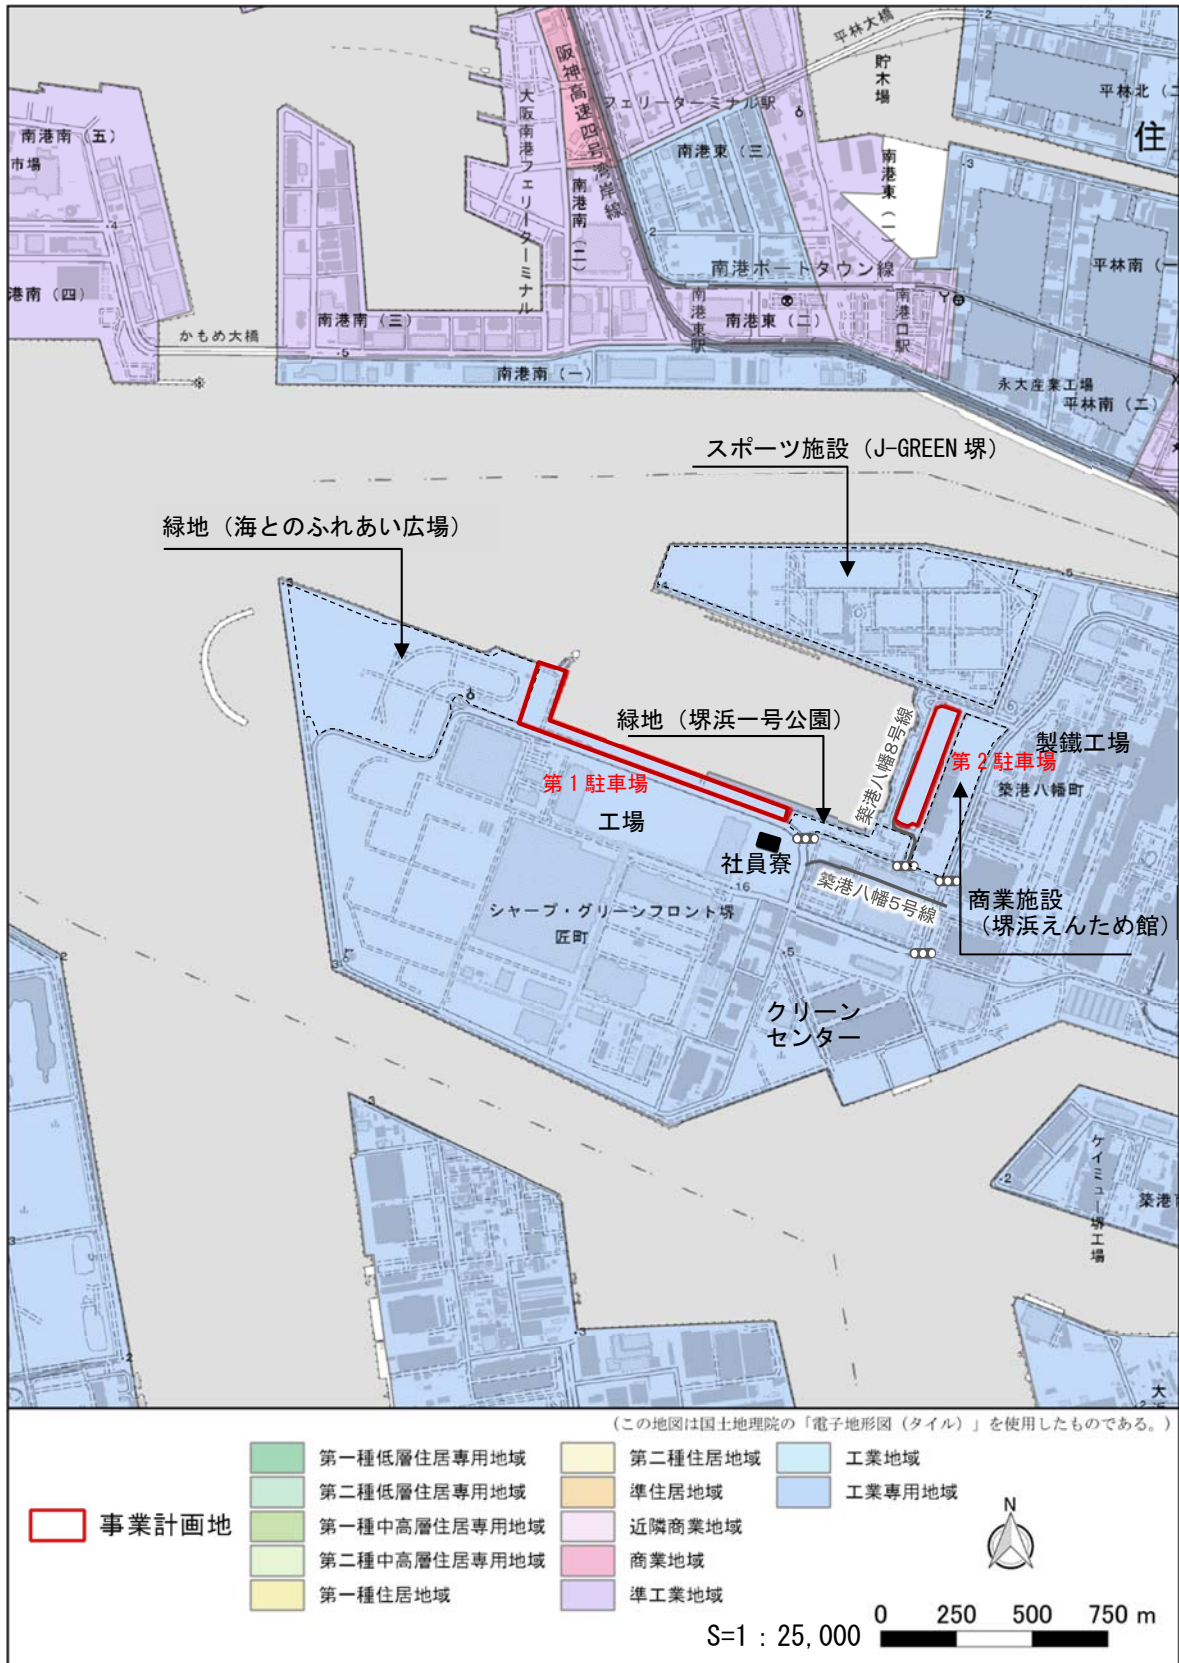 平林大橋
2
阪神高速四号湾岸線
貯木場
平林北（二
住
大阪南港フェリーターミナル
フェリーターミナル駅
南港南（五）
市場
南港東（三）
南港東（一）
3
南港南（二）
4
2
南港ポートタウン線
平林南（一
港南（四）
南港南（三）
南港東駅
南港東（二）
南港口駅
かもめ大橋
5
南港南（一）
永大産業工場
平林南（二）
スポーツ施設（J-GREEN 堺）
緑地（海とのふれあい広場）
5
3
緑地（堺浜一号公園）
築港八幡8号線
製鐵工場
第２駐車場
第１駐車場
築港八幡町
工場
社員寮
16
築港八幡5号線
商業施設
（堺浜えんため館）
シャープ・グリーンフロント堺
匠町
5
2
3
クリーン
センター
3
2
ケイミュー堺工場
築港
3
3
2
2
大
（この地図は国土地理院の「電子地形図（タイル）」を使用したものである。）
事業計画地
第一種低層住居専用地域
第二種低層住居専用地域
第一種中高層住居専用地域
第二種中高層住居専用地域
第一種住居地域
第二種住居地域
準住居地域
近隣商業地域
商業地域
準工業地域
工業地域
工業専用地域
N
S=1：25,000
0 250 500 750 m